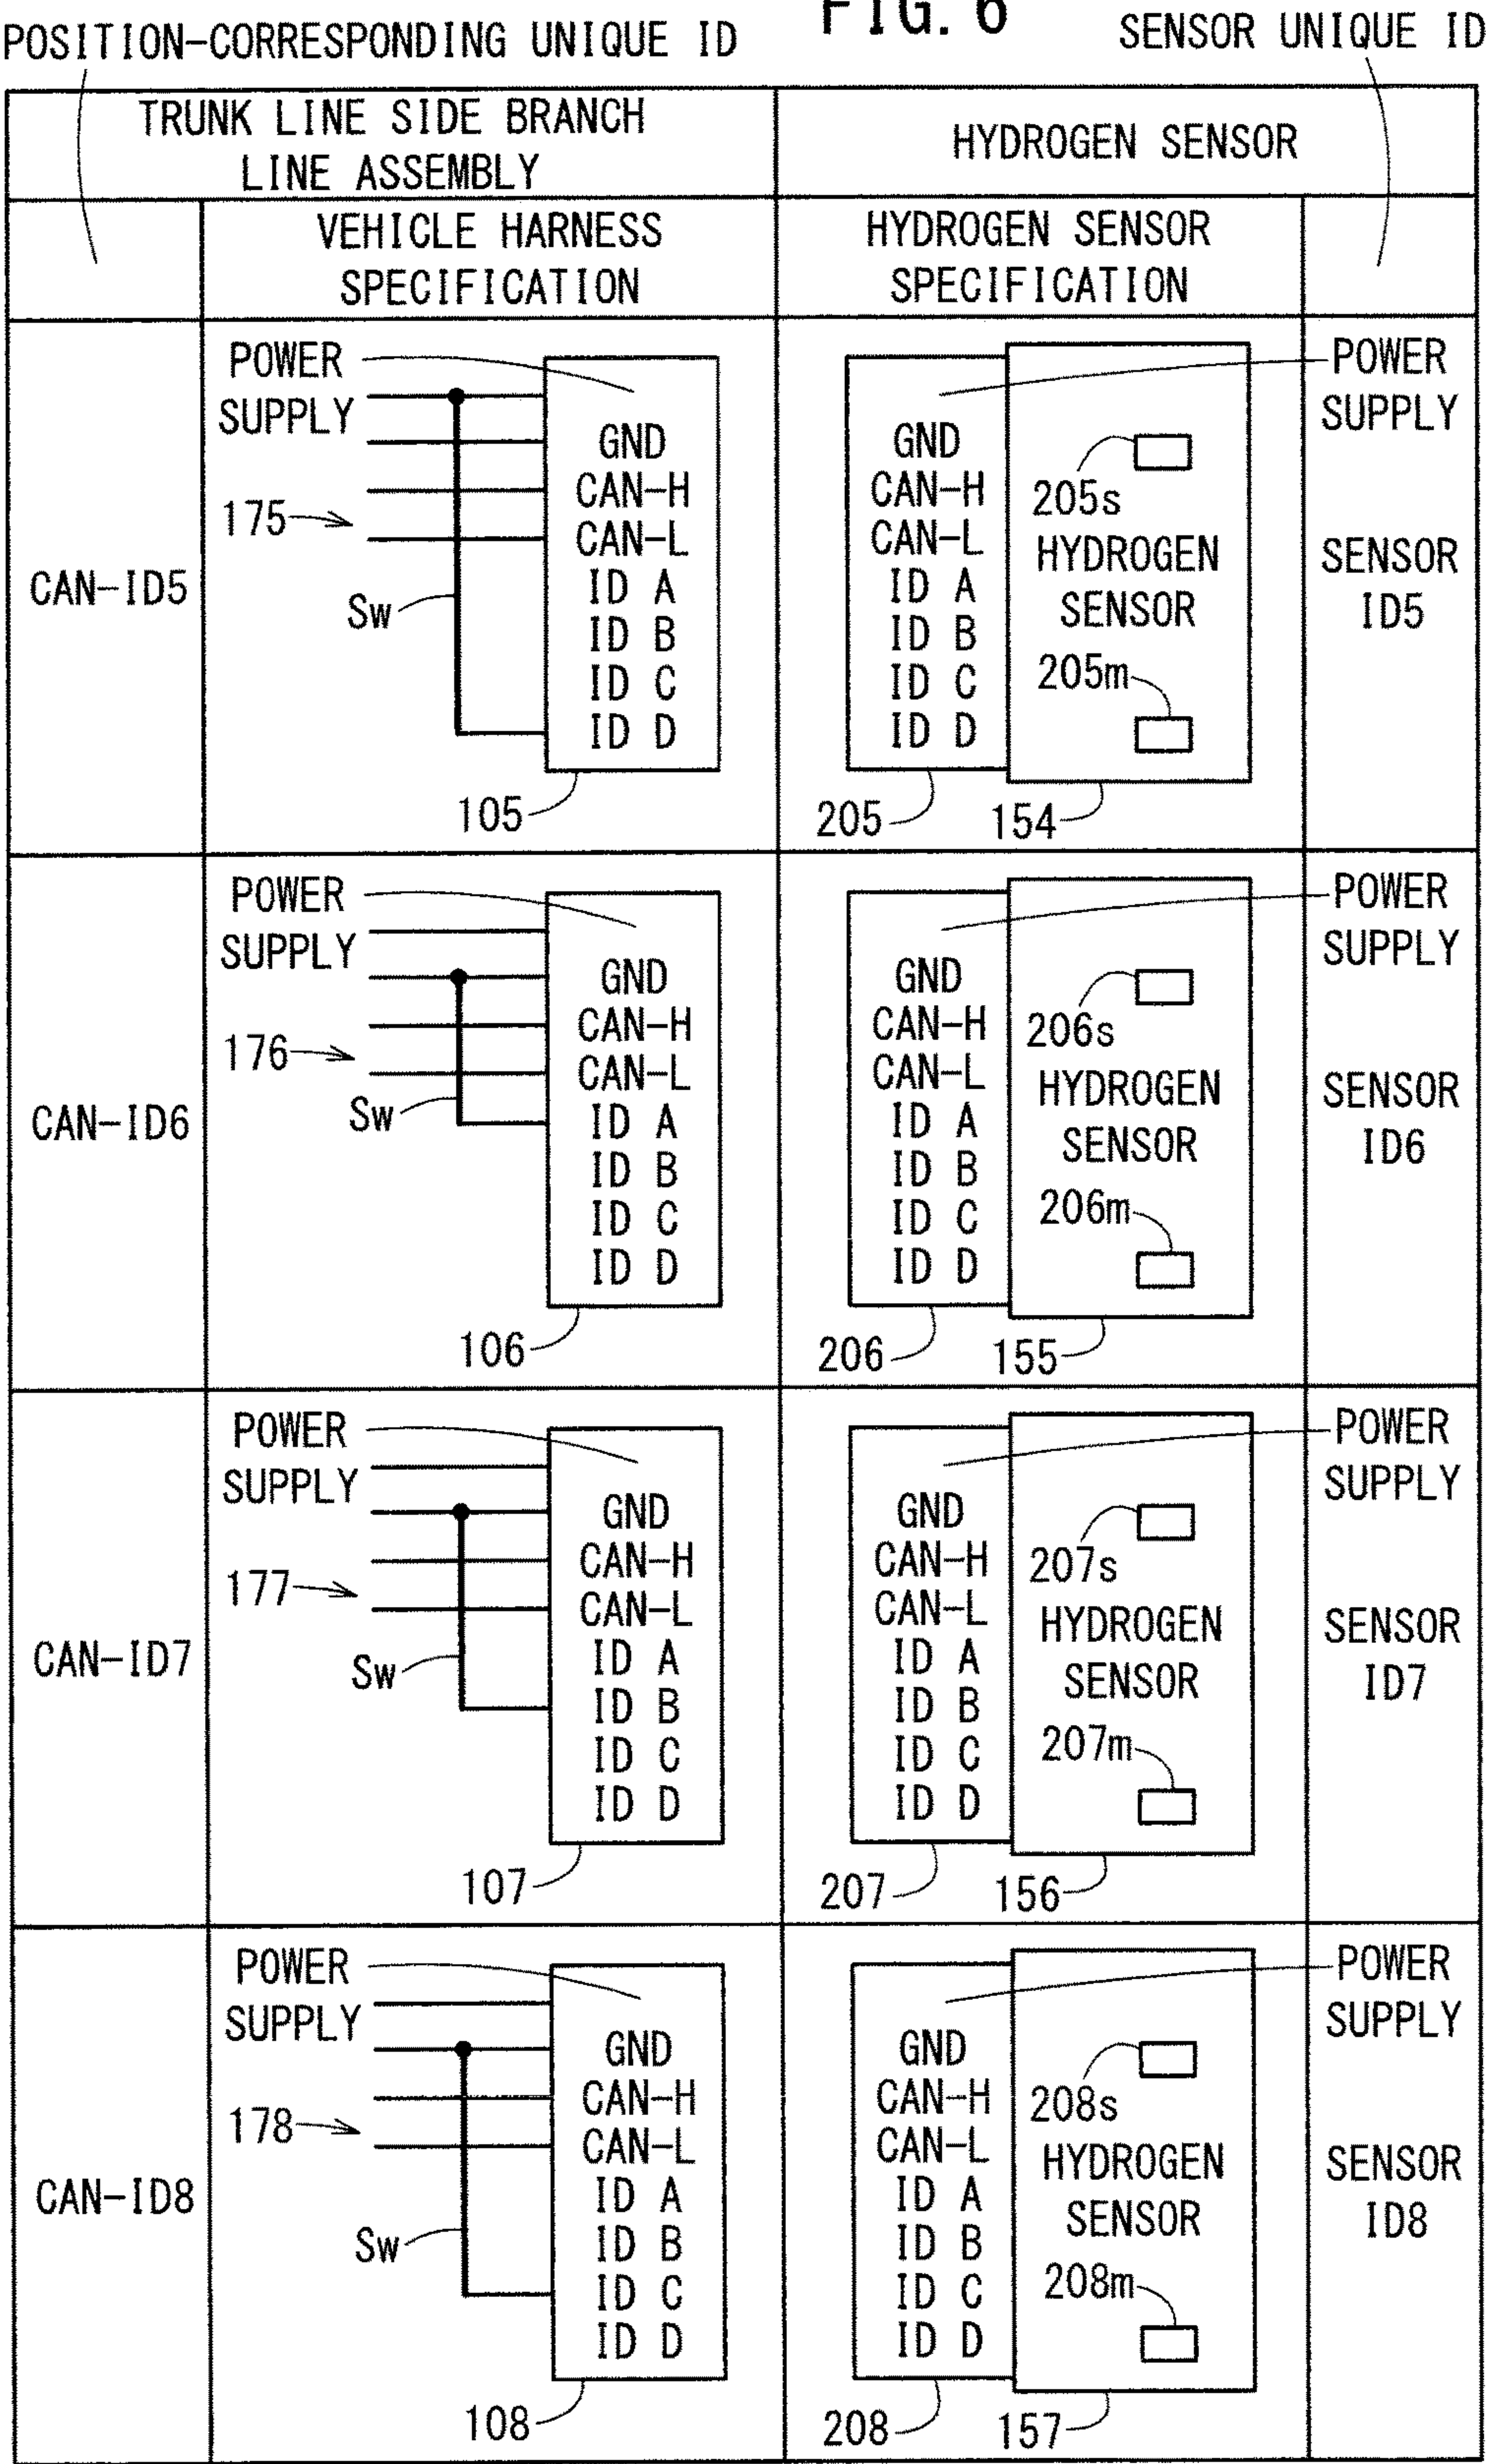 FIG. 6
POSITION-CORRESPONDING UNIQUE ID
SENSOR UNIQUE ID
TRUNK LINE SIDE BRANCH
LINE ASSEMBLY
HYDROGEN SENSOR
VEHICLE HARNESS
SPECIFICATION
HYDROGEN SENSOR
SPECIFICATION
CAN-ID5
POWER
SUPPLY
175
Sw
GND
CAN-H
CAN-L
ID A
ID B
ID C
ID D
105
GND
CAN-H
CAN-L
ID A
ID B
ID C
ID D
205
205s
HYDROGEN
SENSOR
205m
154
POWER
SUPPLY
SENSOR
ID5
CAN-ID6
POWER
SUPPLY
176
Sw
GND
CAN-H
CAN-L
ID A
ID B
ID C
ID D
106
GND
CAN-H
CAN-L
ID A
ID B
ID C
ID D
206
206s
HYDROGEN
SENSOR
206m
155
POWER
SUPPLY
SENSOR
ID6
CAN-ID7
POWER
SUPPLY
177
Sw
GND
CAN-H
CAN-L
ID A
ID B
ID C
ID D
107
GND
CAN-H
CAN-L
ID A
ID B
ID C
ID D
207
207s
HYDROGEN
SENSOR
207m
156
POWER
SUPPLY
SENSOR
ID7
CAN-ID8
POWER
SUPPLY
178
Sw
GND
CAN-H
CAN-L
ID A
ID B
ID C
ID D
108
GND
CAN-H
CAN-L
ID A
ID B
ID C
ID D
208
208s
HYDROGEN
SENSOR
208m
157
POWER
SUPPLY
SENSOR
ID8